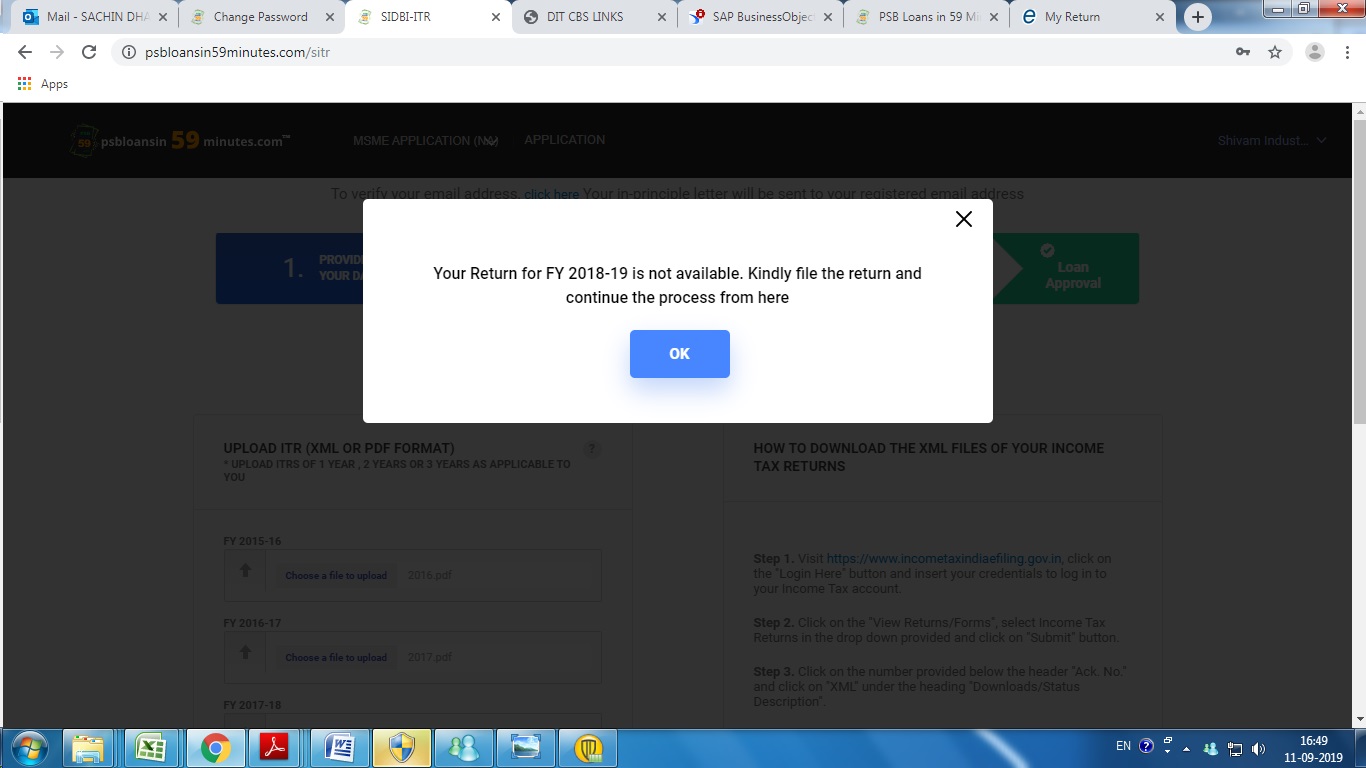 Mail - SACHIN DHA
Change Password
SIDBI-ITR
DIT CBS LINKS
SAP BusinessObjec
PSB Loans in 59 Mi
My Return
psbloansin59minutes.com/sitr
Apps
59
psbloansin 59 minutes.com™
MSME APPLICATION
APPLICATION
Shivam Indust...
To verify your email address, click here Your in-principle letter will be sent to your registered email address
1.
PROVID
YOUR DA
Loan
Approval
Your Return for FY 2018-19 is not available. Kindly file the return and
continue the process from here
OK
UPLOAD ITR (XML OR PDF FORMAT)
?
* UPLOAD ITRS OF 1 YEAR , 2 YEARS OR 3 YEARS AS APPLICABLE TO
YOU
FY 2015-16
Choose a file to upload 2016.pdf
FY 2016-17
Choose a file to upload 2017.pdf
FY 2017-18
HOW TO DOWNLOAD THE XML FILES OF YOUR INCOME
TAX RETURNS
Step 1. Visit https://www.incometaxindiaefiling.gov.in, click on
the "Login Here" button and insert your credentials to log in to
your Income Tax account.
Step 2. Click on the "View Returns/Forms", select Income Tax
Returns in the drop down provided and click on "Submit" button.
Step 3. Click on the number provided below the header "Ack. No."
and click on "XML" under the heading "Downloads/Status
Description".
EN
16:49
11-09-2019